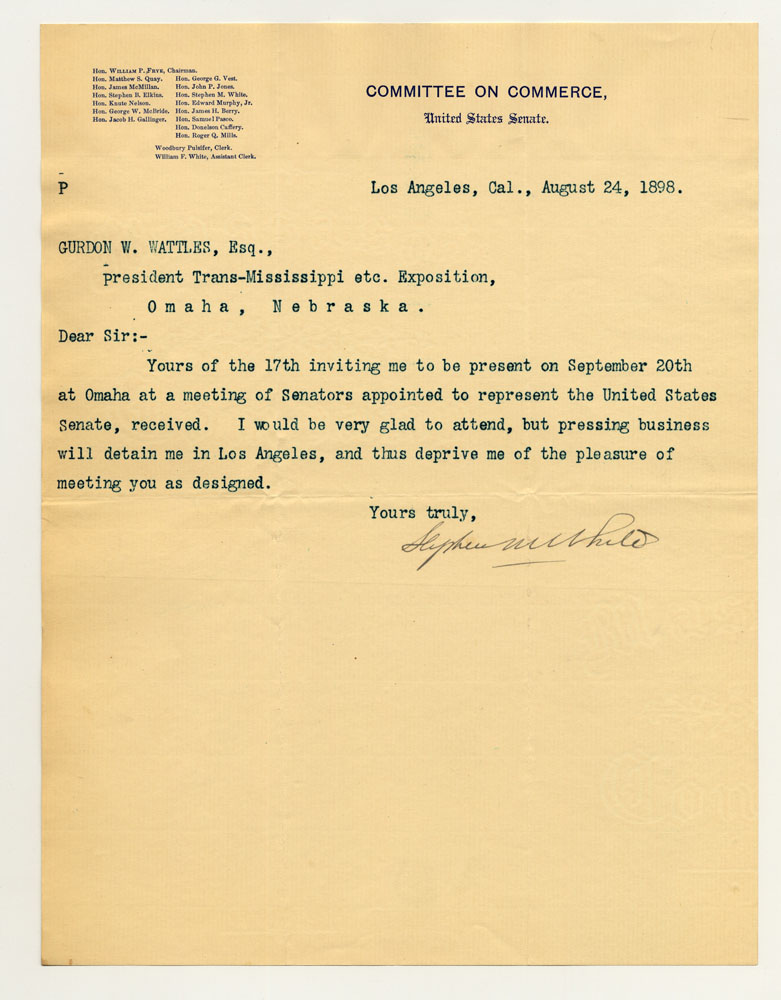 Hon. William P. Frye, Chairman.
Hon. Matthew S. Quay. Hon. George G. Vest.
Hon. James McMillan. Hon. John P. Jones.
Hon. Stephen B. Elkins. Hon. Stephen M. White.
Hon. Knute Nelson. Hon. Edward Murphy, Jr.
Hon. George W. McBride. Hon. James H. Berry.
Hon. Jacob H. Gallinger. Hon. Samuel Pasco.
Hon. Donelson Caffery.
Hon. Roger Q. Mills.
Woodbury Pulsifer, Clerk.
William F. White, Assistant Clerk.
COMMITTEE ON COMMERCE,
United States Senate.
P
Los Angeles, Cal., August 24, 1898.
GURDON W. WATTLES, Esq.,
President Trans-Mississippi etc. Exposition,
Omaha, Nebraska.
Dear Sir:-
Yours of the 17th inviting me to be present on September 20th
at Omaha at a meeting of Senators appointed to represent the United States
Senate, received. I would be very glad to attend, but pressing business
will detain me in Los Angeles, and thus deprive me of the pleasure of
meeting you as designed.
Yours truly,
Stephen M White